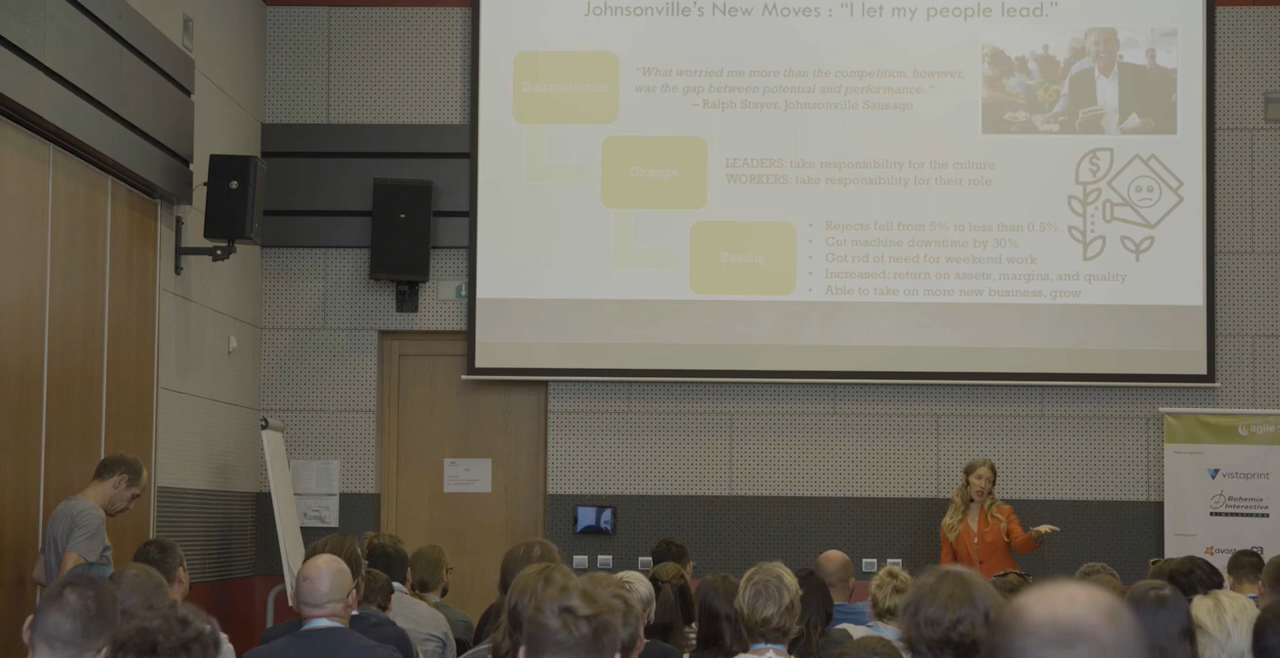 Johnsonville's New Moves : "I let my people lead."
"What worried me more than the competition, however,
was the gap between potential and performance."
– Ralph Stayer, Johnsonville Sausage
Change
LEADERS: take responsibility for the culture
WORKERS: take responsibility for their role
Results
• Rejects fell from 5% to less than 0.5%.
• Cut machine downtime by 30%
• Got rid of need for weekend work
• Increased: return on assets, margins, and quality
• Able to take on more new business, grow
agile
vistaprint
Bohemia
Interactive
SIMULATIONS
avast